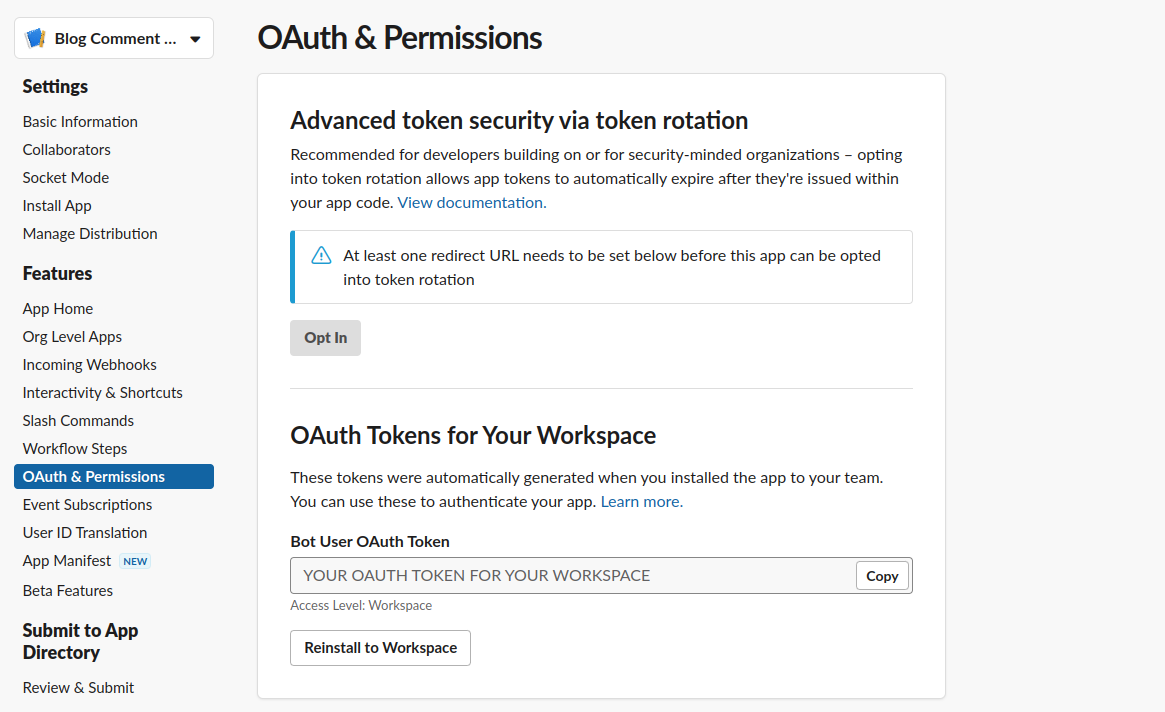 Blog Comment ...
Settings
Basic Information
Collaborators
Socket Mode
Install App
Manage Distribution
Features
App Home
Org Level Apps
Incoming Webhooks
Interactivity & Shortcuts
Slash Commands
Workflow Steps
OAuth & Permissions
Event Subscriptions
User ID Translation
App Manifest NEW
Beta Features
Submit to App
Directory
Review & Submit
OAuth & Permissions
Advanced token security via token rotation
Recommended for developers building on or for security-minded organizations – opting
into token rotation allows app tokens to automatically expire after they're issued within
your app code. View documentation.
At least one redirect URL needs to be set below before this app can be opted
into token rotation
Opt In
OAuth Tokens for Your Workspace
These tokens were automatically generated when you installed the app to your team.
You can use these to authenticate your app. Learn more.
Bot User OAuth Token
YOUR OAUTH TOKEN FOR YOUR WORKSPACE
Copy
Access Level: Workspace
Reinstall to Workspace